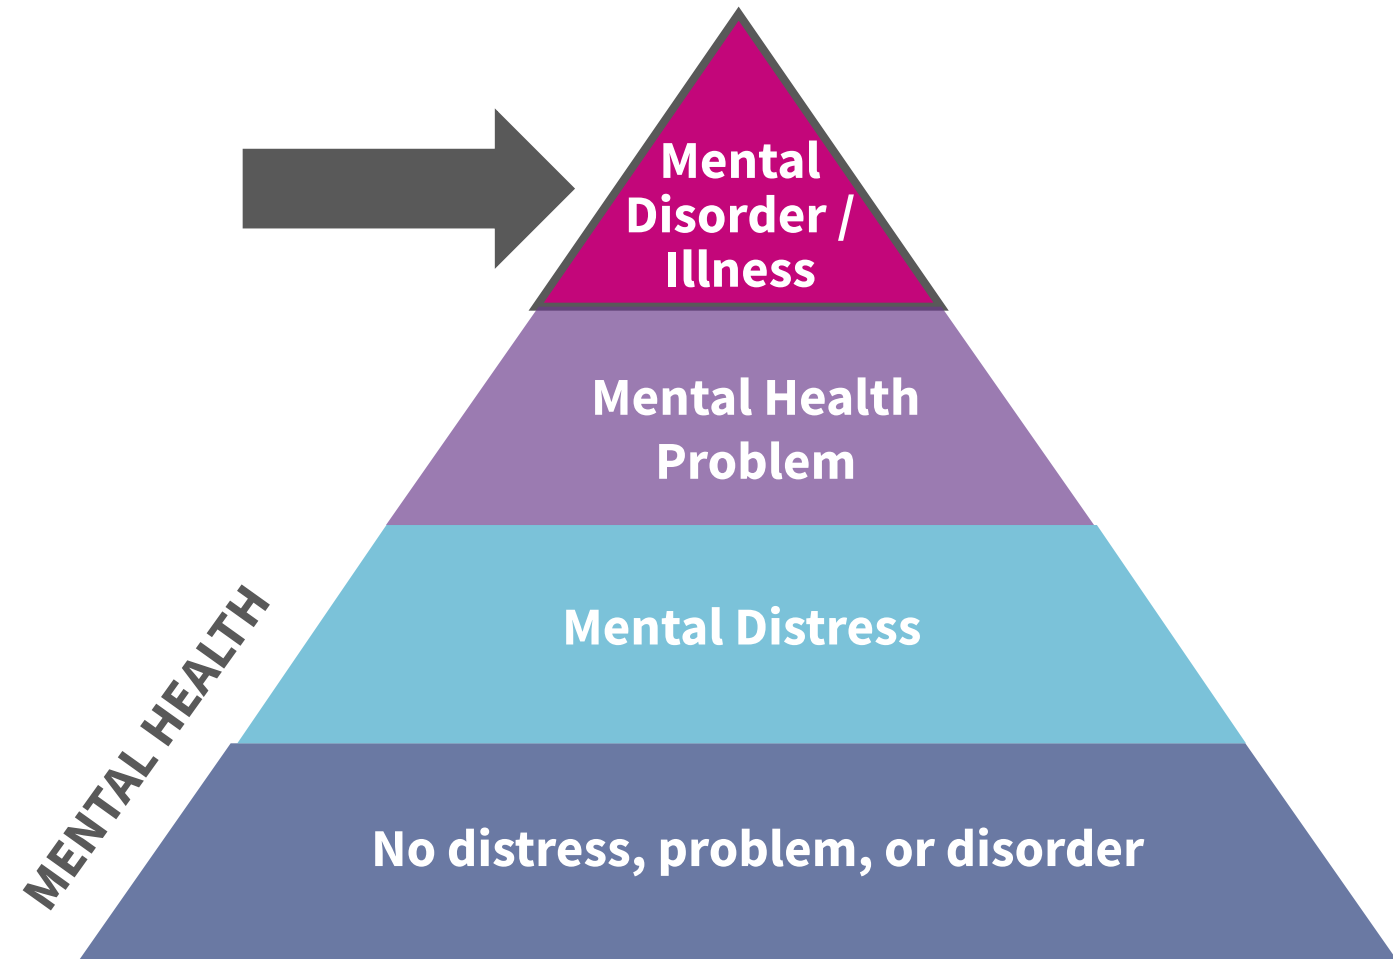 Mental
Disorder /
Illness
Mental Health
Problem
Mental Distress
No distress, problem, or disorder
MENTAL HEALTH